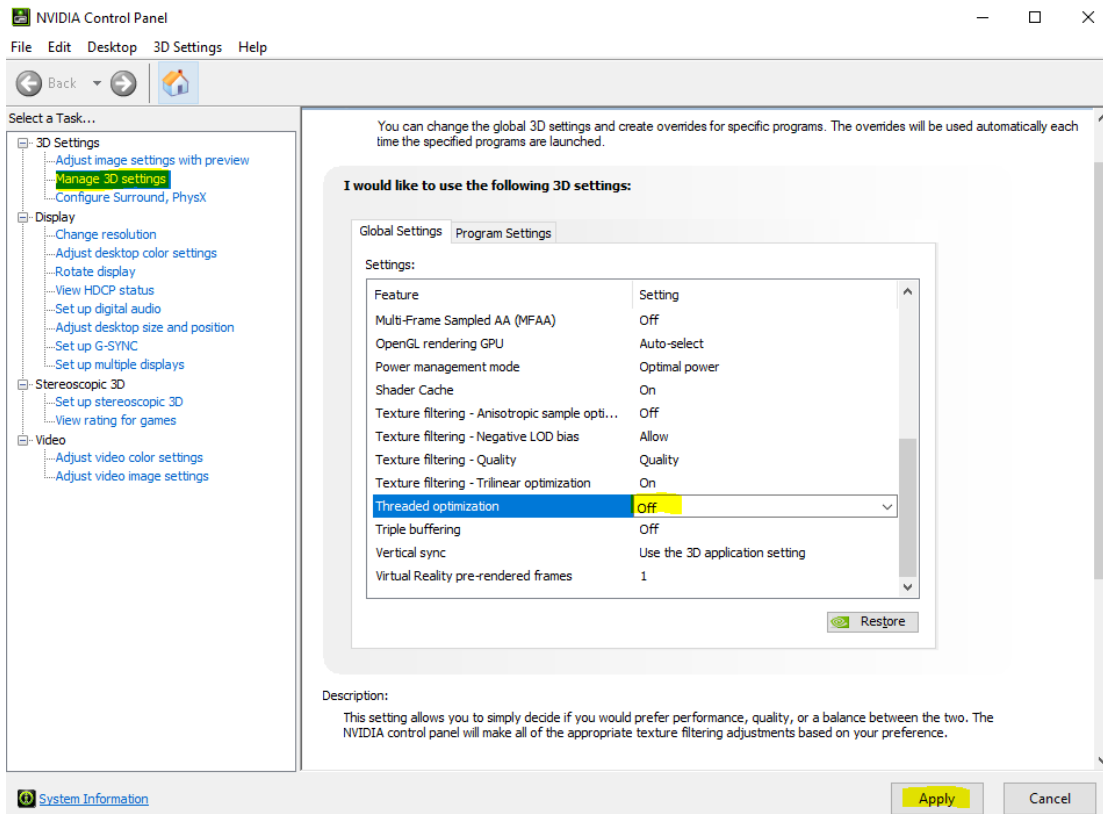 NVIDIA Control Panel
File Edit Desktop 3D Settings Help
Back
Select a Task...
3D Settings
Adjust image settings with preview
Manage 3D settings
Configure Surround, PhysX
Display
Change resolution
Adjust desktop color settings
Rotate display
View HDCP status
Set up digital audio
Adjust desktop size and position
Set up G-SYNC
Set up multiple displays
Stereoscopic 3D
Set up stereoscopic 3D
View rating for games
Video
Adjust video color settings
Adjust video image settings
You can change the global 3D settings and create overrides for specific programs. The overrides will be used automatically each
time the specified programs are launched.
I would like to use the following 3D settings:
Global Settings Program Settings
Settings:
Feature Setting
Multi-Frame Sampled AA (MFAA) Off
OpenGL rendering GPU Auto-select
Power management mode Optimal power
Shader Cache On
Texture filtering - Anisotropic sample opti... Off
Texture filtering - Negative LOD bias Allow
Texture filtering - Quality Quality
Texture filtering - Trilinear optimization On
Threaded optimization Off
Triple buffering Off
Vertical sync Use the 3D application setting
Virtual Reality pre-rendered frames 1
Restore
Description:
This setting allows you to simply decide if you would prefer performance, quality, or a balance between the two. The
NVIDIA control panel will make all of the appropriate texture filtering adjustments based on your preference.
System Information
Apply Cancel